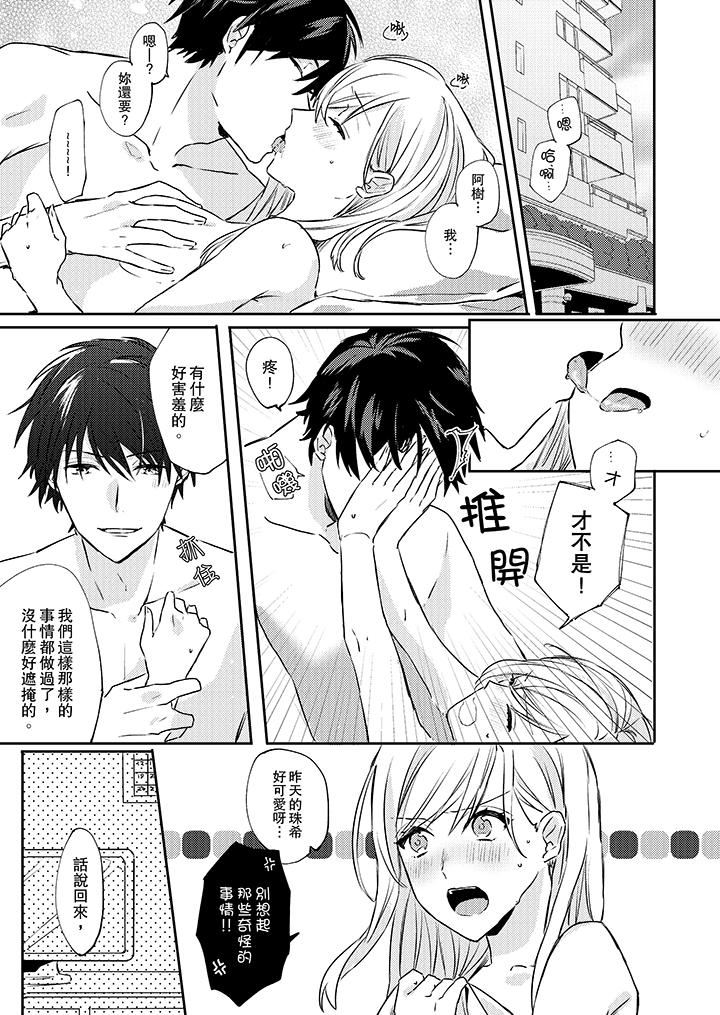 …嗯
哈啊…
啾
啾
阿樹…
我…
嗯—?
妳還要?
~~~~~!
…才
才不是!
推開
疼!
啪嘰
有什麼
好害羞的。
抓住
我們這樣那樣的
事情都做過了,
沒什麼好遮掩的。
昨天的珠希
好可愛呀…
別想起
那些奇怪的
事情!!
話說回來,